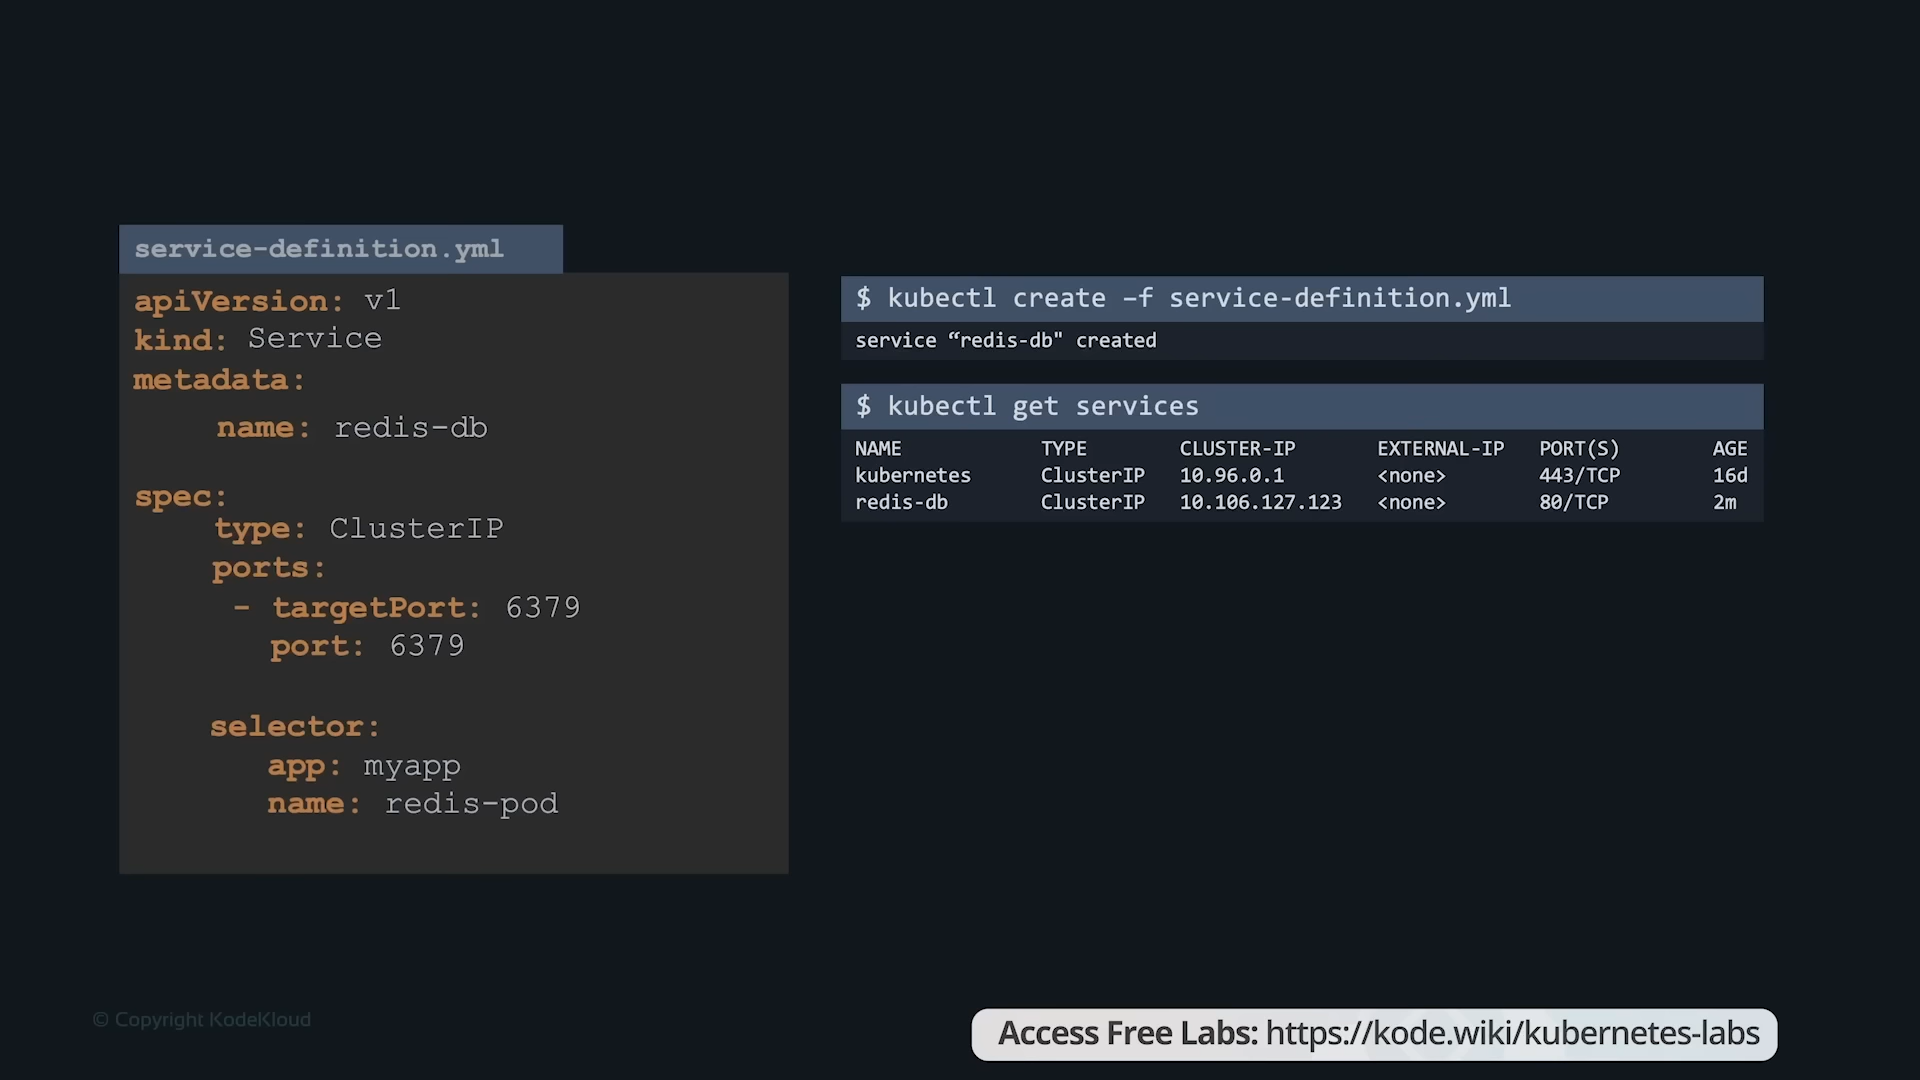 service-definition.yml
apiVersion: v1
kind: Service
metadata:
name: redis-db
spec:
type: ClusterIP
ports:
- targetPort: 6379
port: 6379
selector:
app: myapp
name: redis-pod
$ kubectl create –f service-definition.yml
service “redis-db" created
$ kubectl get services
NAME TYPE CLUSTER-IP EXTERNAL-IP PORT(S) AGE
kubernetes ClusterIP 10.96.0.1 <none> 443/TCP 16d
redis-db ClusterIP 10.106.127.123 <none> 80/TCP 2m
© Copyright KodeKloud
Access Free Labs: https://kode.wiki/kubernetes-labs